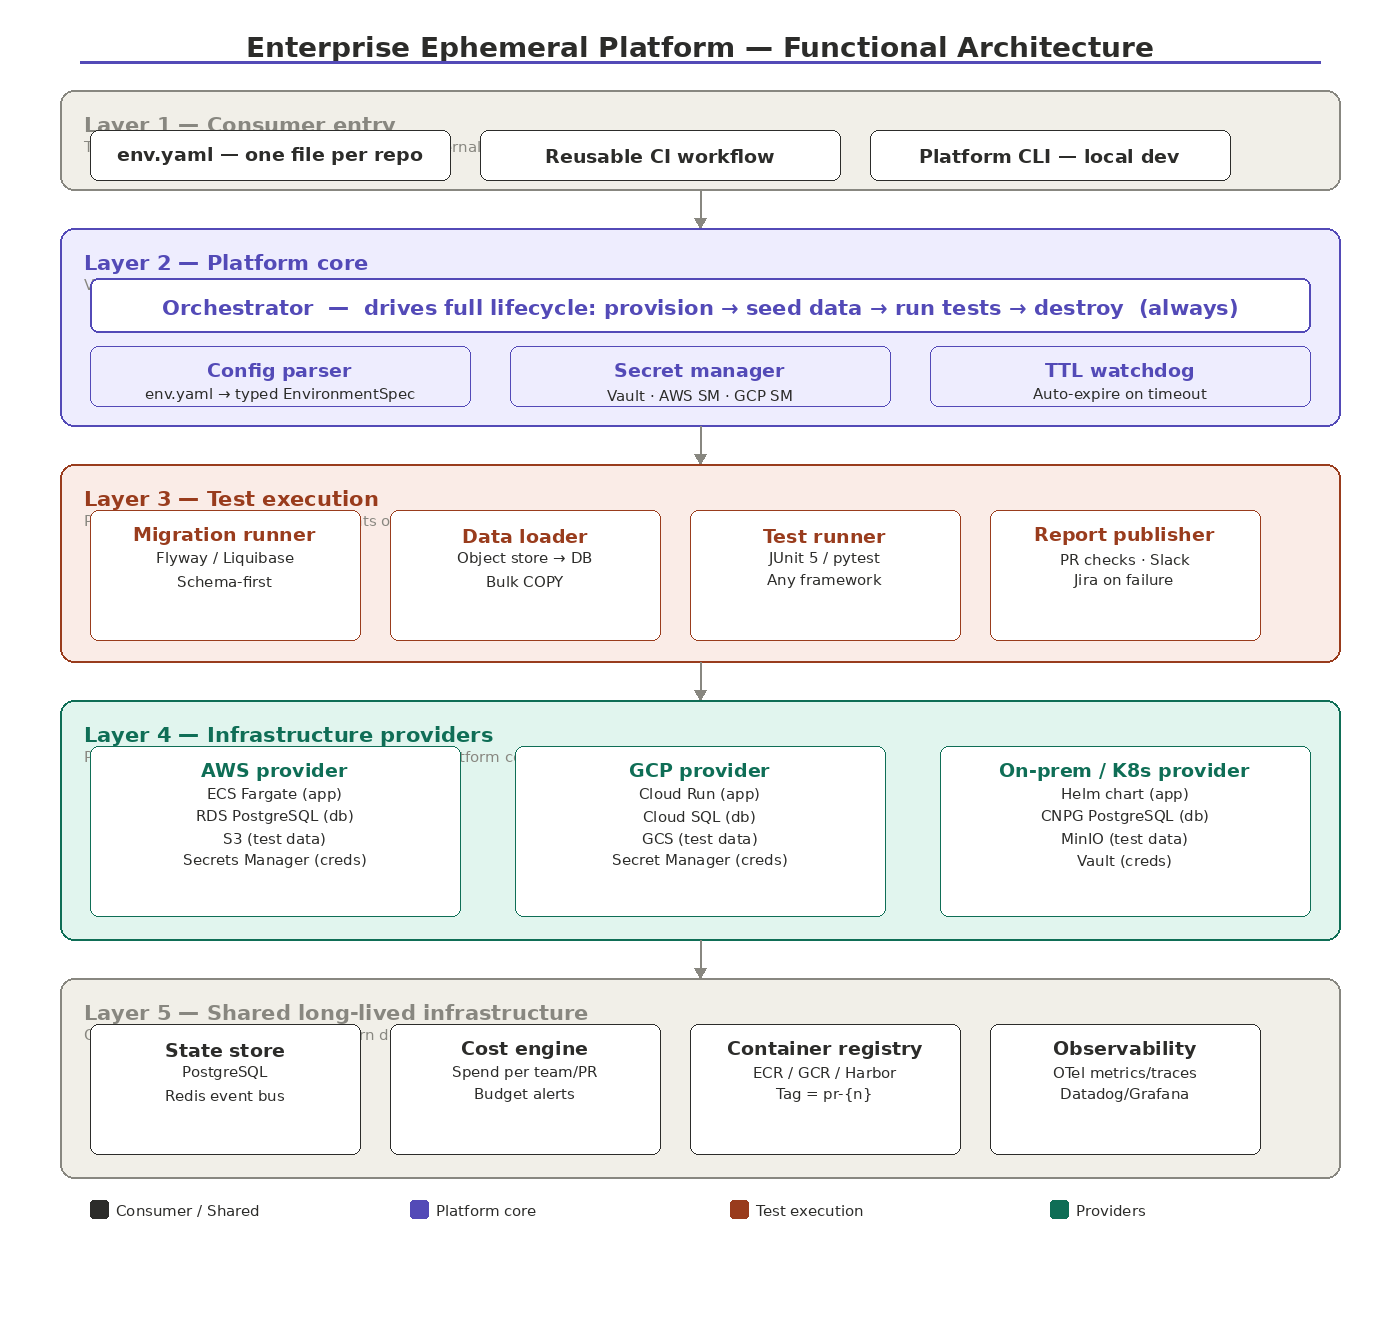 Enterprise Ephemeral Platform — Functional Architecture
Layer 1 — Consumer entry
env.yaml — one file per repo
Reusable CI workflow
Platform CLI — local dev
Layer 2 — Platform core
Orchestrator — drives full lifecycle: provision → seed data → run tests → destroy (always)
Config parser
env.yaml → typed EnvironmentSpec
Secret manager
Vault · AWS SM · GCP SM
TTL watchdog
Auto-expire on timeout
Layer 3 — Test execution
Migration runner
Flyway / Liquibase
Schema-first
Data loader
Object store → DB
Bulk COPY
Test runner
JUnit 5 / pytest
Any framework
Report publisher
PR checks · Slack
Jira on failure
Layer 4 — Infrastructure providers
AWS provider
ECS Fargate (app)
RDS PostgreSQL (db)
S3 (test data)
Secrets Manager (creds)
GCP provider
Cloud Run (app)
Cloud SQL (db)
GCS (test data)
Secret Manager (creds)
On-prem / K8s provider
Helm chart (app)
CNPG PostgreSQL (db)
MinIO (test data)
Vault (creds)
Layer 5 — Shared long-lived infrastructure
State store
PostgreSQL
Redis event bus
Cost engine
Spend per team/PR
Budget alerts
Container registry
ECR / GCR / Harbor
Tag = pr-{n}
Observability
OTel metrics/traces
Datadog/Grafana
Consumer / Shared
Platform core
Test execution
Providers